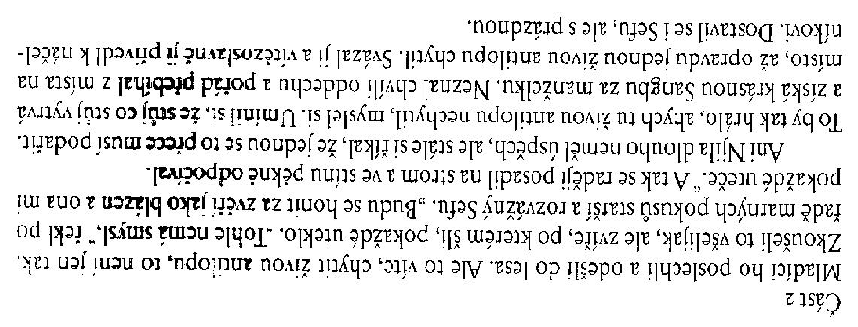 Část 2
Mladíci ho poslechli a odešli do lesa. Ale to víte, chytit živou antilopu, to není jen tak.
Zkoušeli to všelijak, ale zvíře, po kterém šli, pokaždé uteklo. „Tohle nemá smysl,“ řekl po
řadě marných pokusů starší a rozvážný Sefu. „Budu se honit za zvěří jako blázen a ona mi
pokaždé uteče.“ A tak se raději posadil na strom a ve stínu pěkně odpočíval.
Ani Njila dlouho neměl úspěch, ale stále si říkal, že jednou se to přece musí podařit.
To by tak hrálo, abych tu živou antilopu nechytil, myslel si. Umínil si, že stůj co stůj vytrvá
a získá krásnou Sangbu za manželku. Nezna. chvíli oddechu a pořád přebíhal z místa na
místo, až opravdu jednou živou antilopu chytil. Svázal ji a vítězoslavně ji přivedl k náčel-
níkovi. Dostavil se i Sefu, ale s prázdnou.